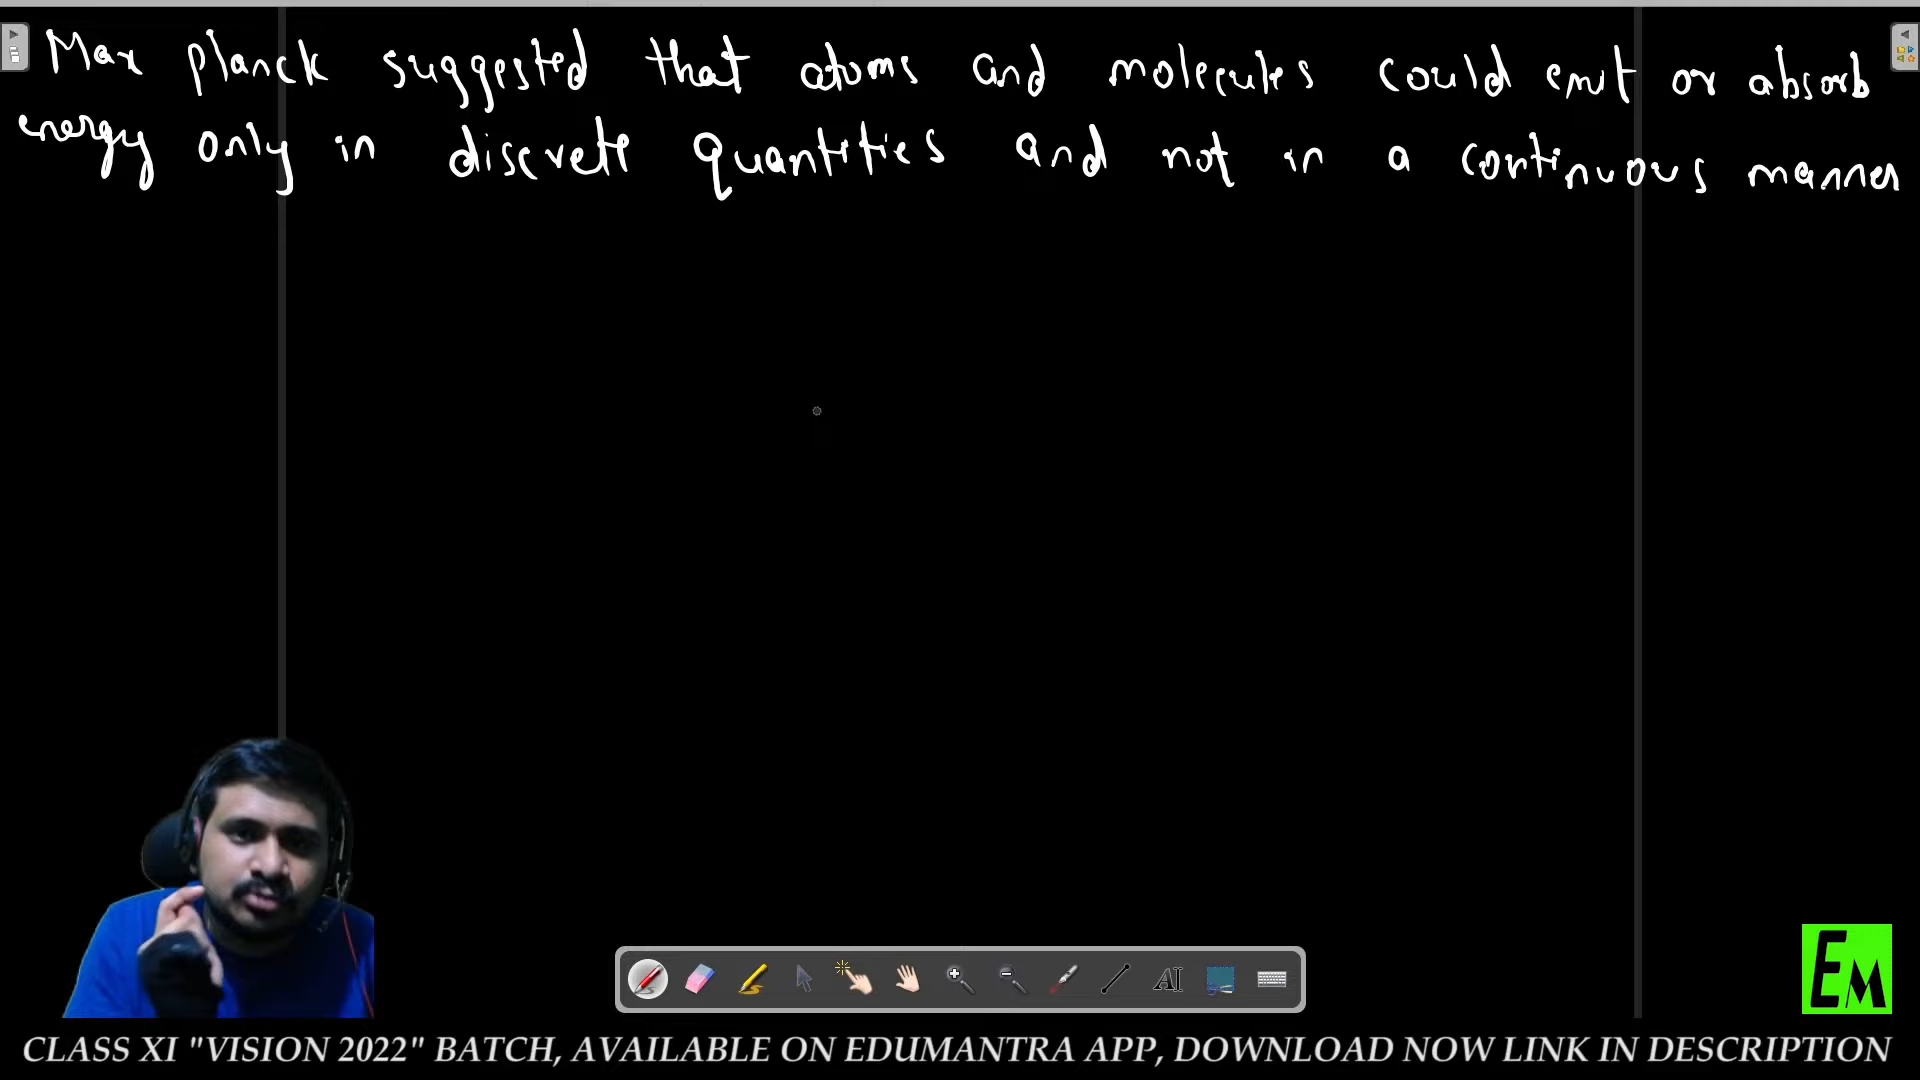 Max planck suggested that atoms and molecules could emit or absorb
energy only in discrete quantities and not in a continuous manner
AI
EM
CLASS XI "VISION 2022" BATCH, AVAILABLE ON EDUMANTRA APP, DOWNLOAD NOW LINK IN DESCRIPTION